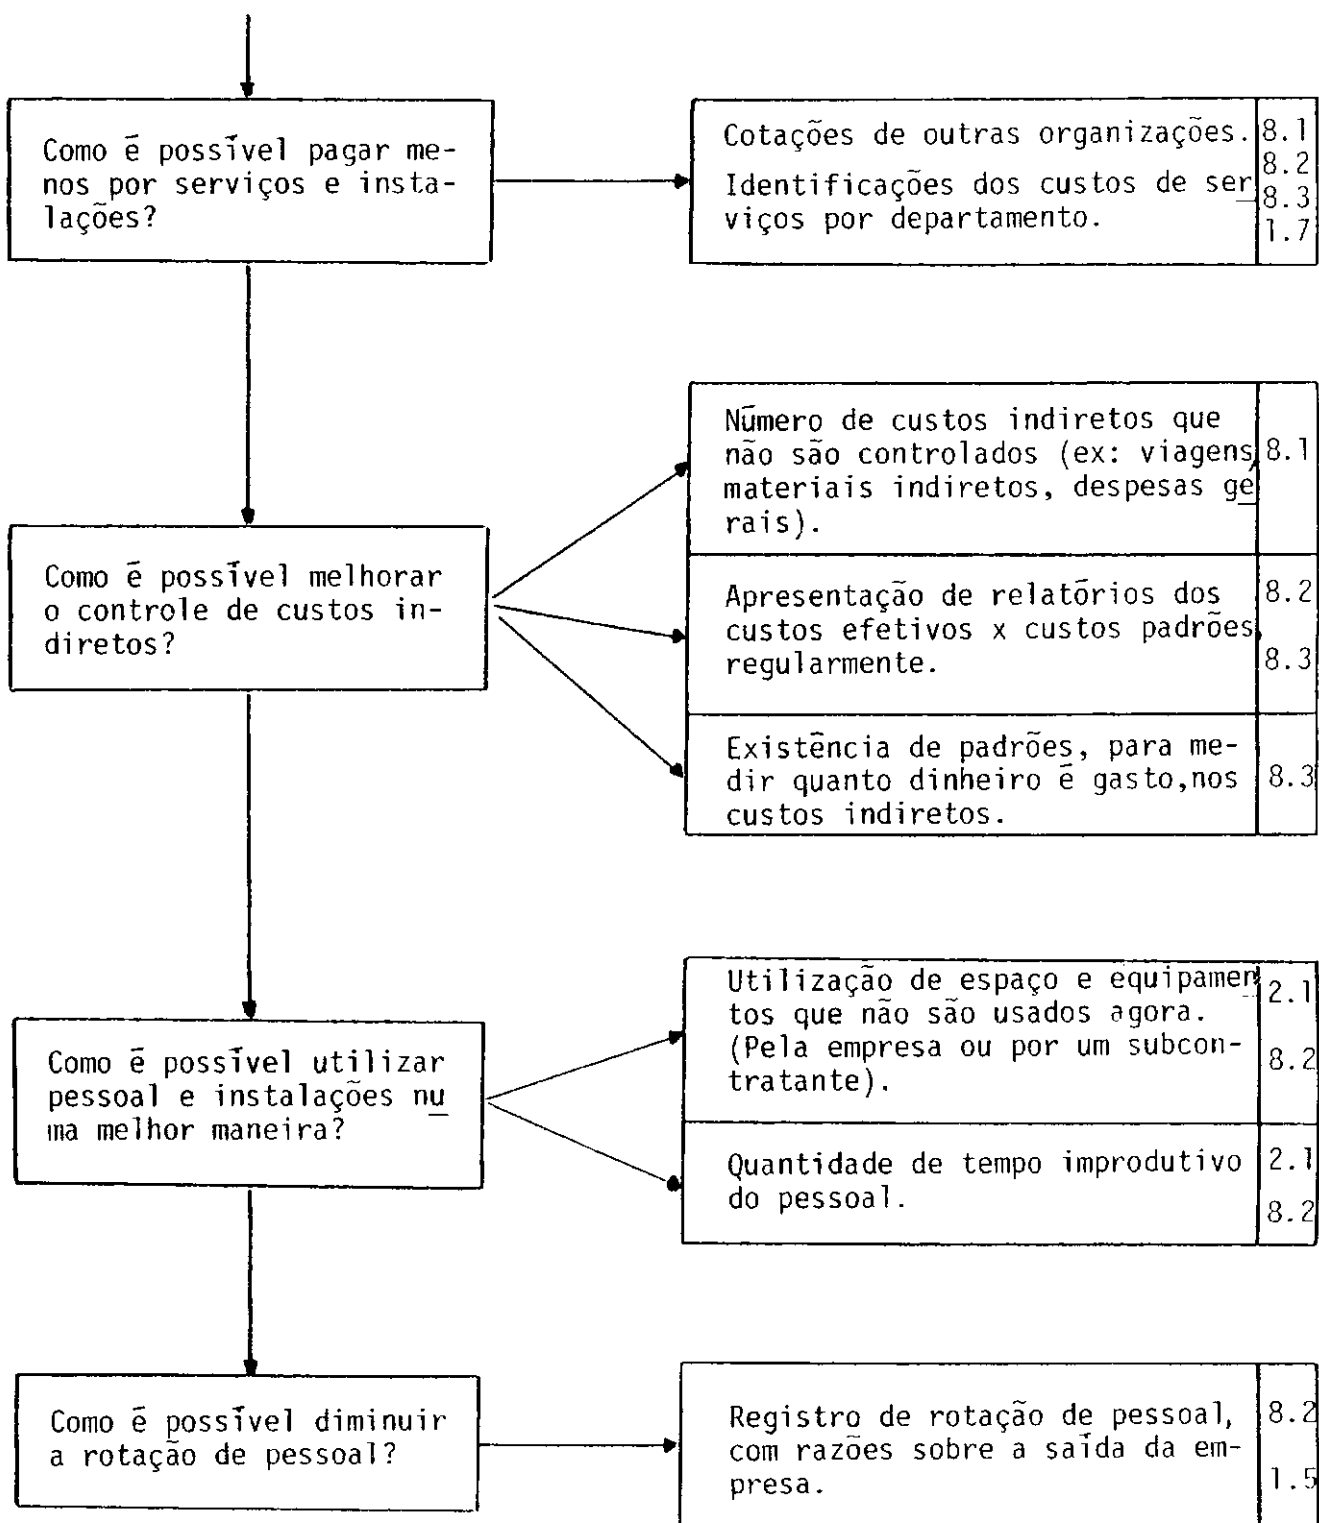 Como é possível pagar me-
nos por serviços e insta-
lações?
Cotações de outras organizações.
Identificações dos custos de ser
viços por departamento.
8.1
8.2
8.3
1.7
Como é possível melhorar
o controle de custos in-
diretos?
Número de custos indiretos que
não são controlados (ex: viagens,
materiais indiretos, despesas ge
rais).
8.1
Apresentação de relatórios dos
custos efetivos x custos padrões,
regularmente.
8.2
8.3
Existência de padrões, para me-
dir quanto dinheiro é gasto,nos
custos indiretos.
8.3
Como é possível utilizar
pessoal e instalações nu
ma melhor maneira?
Utilização de espaço e equipamen
tos que não são usados agora.
(Pela empresa ou por um subcon-
tratante).
2.1
8.2
Quantidade de tempo improdutivo
do pessoal.
2.1
8.2
Como é possível diminuir
a rotação de pessoal?
Registro de rotação de pessoal,
com razões sobre a saída da em-
presa.
8.2
1.5